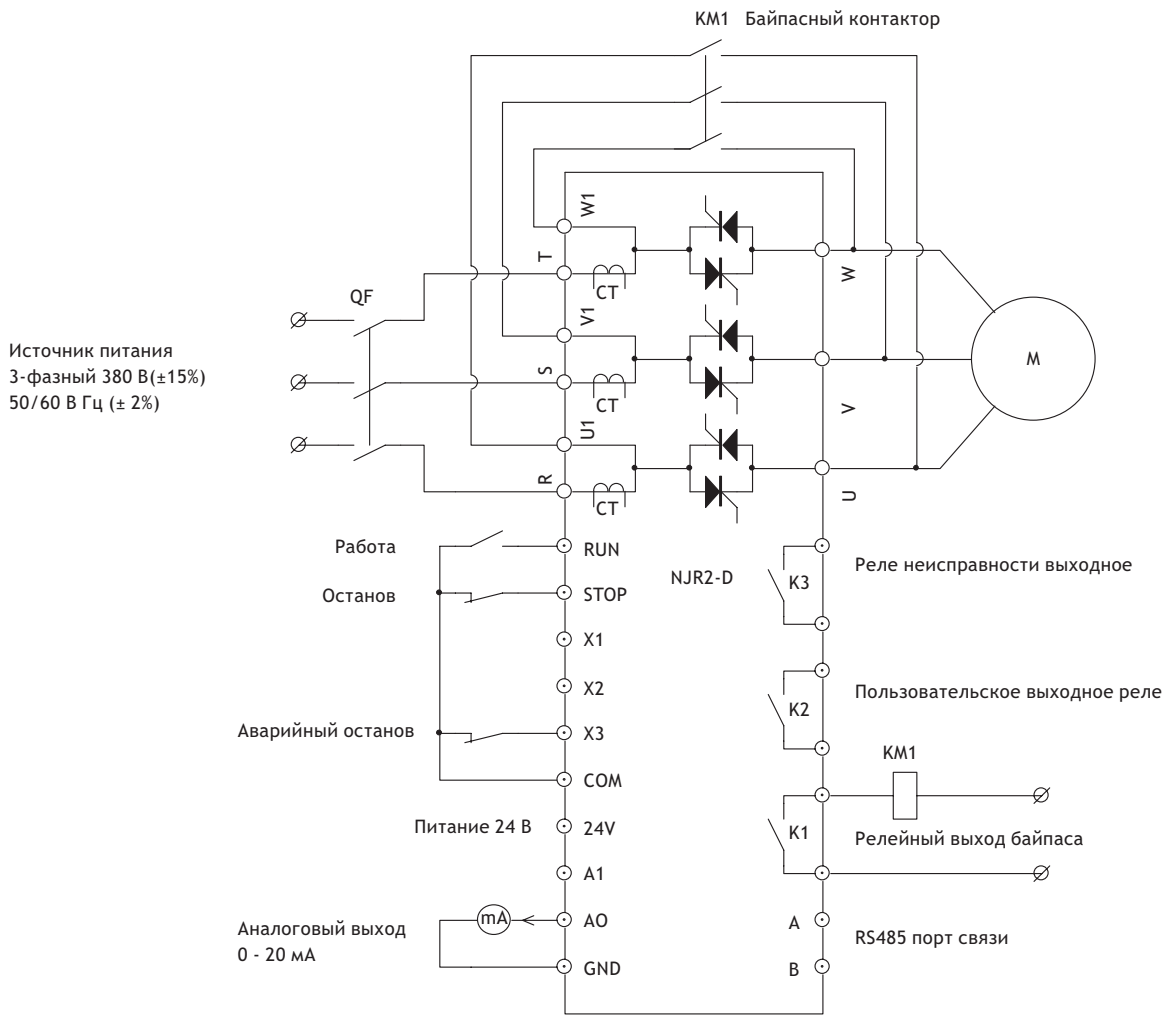 KM1 Байпасный контактор
W1
T
CT
W
QF
V1
Источник питания
3-фазный 380 В(±15%)
50/60 В Гц (± 2%)
S
CT
V
M
U1
R
CT
U
Работа
RUN
NJR2-D
K3
Реле неисправности выходное
Останов
STOP
X1
X2
K2
Пользовательское выходное реле
Аварийный останов
X3
COM
KM1
Питание 24 В
24V
K1
Релейный выход байпаса
A1
Аналоговый выход
0 - 20 мА
mA
AO
GND
A
B
RS485 порт связи